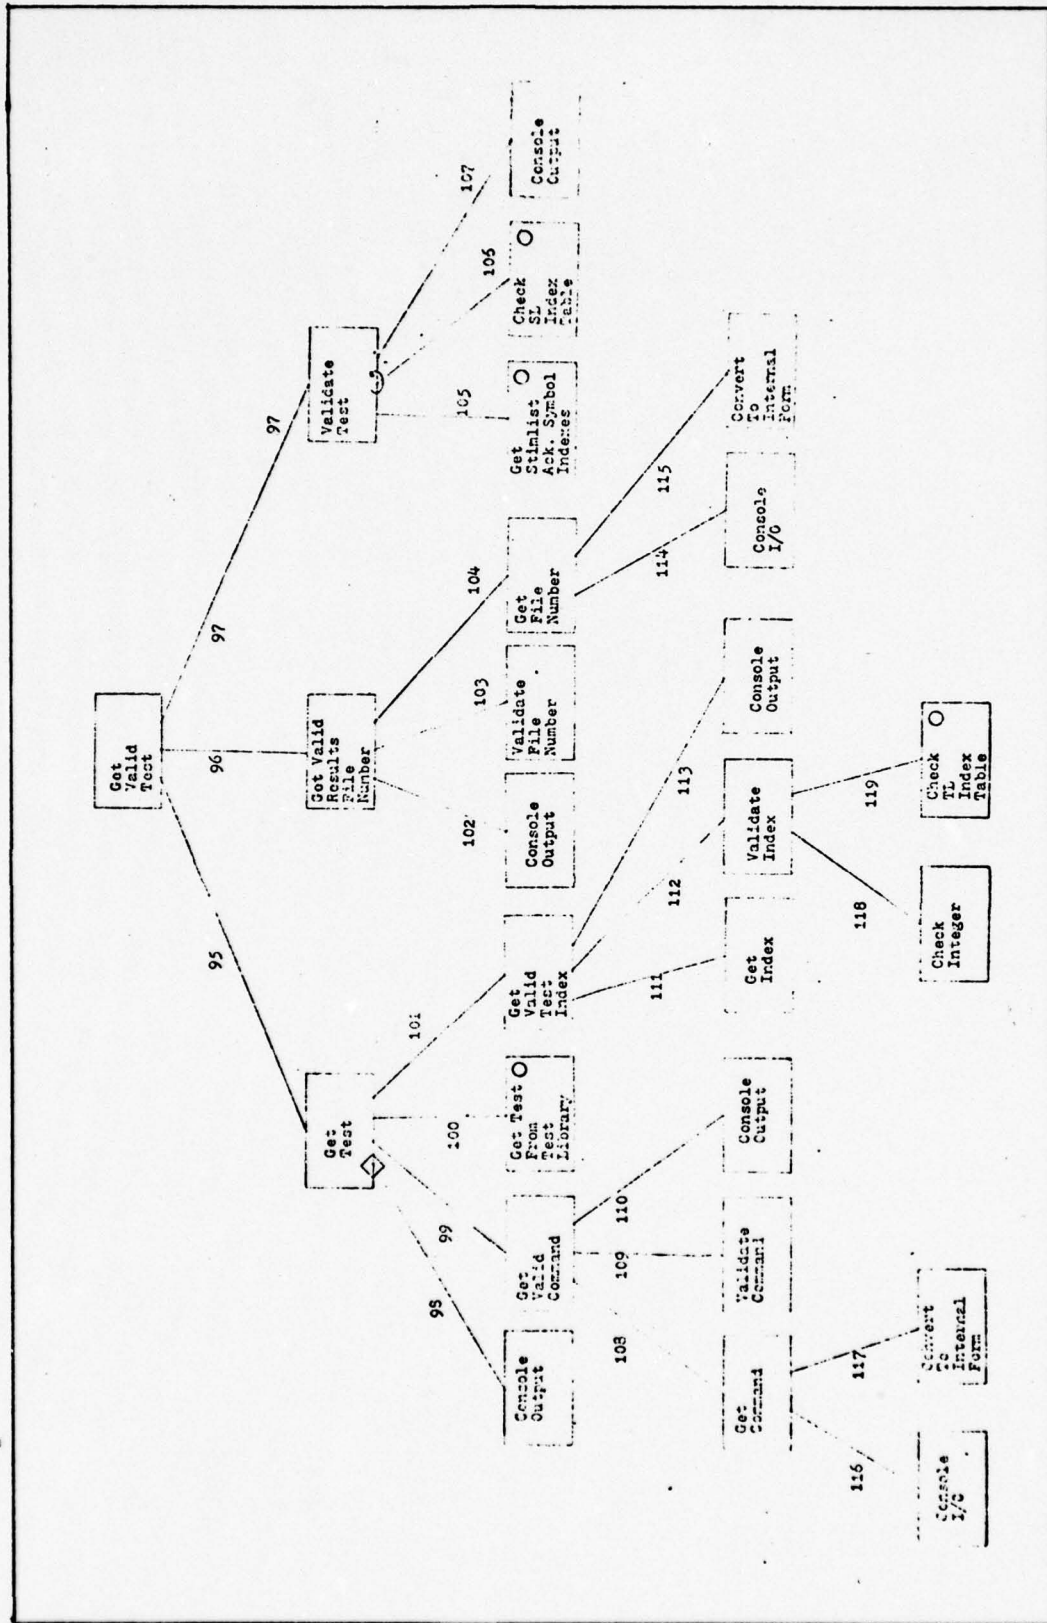 Get
Valid
Test
95
96
97
97
Get
Test
Got Valid
Results
File
Number
Validate
Test
98
99
100
101
102
103
104
105
106
107
Console
Output
Get
Valid
Command
Get Test
From
Test
Library
Get
Valid
Test
Index
Console
Output
Validate
File
Number
Get
File
Number
Get
Stimlist
Ack. Symbol
Indexes
Check
SL
Index
Table
Console
Output
108
109
110
111
112
113
114
115
Get
Command
Validate
Command
Console
Output
Get
Index
Validate
Index
Console
Output
Console
I/O
Convert
To
Internal
Form
116
117
118
119
Console
I/O
Convert
To
Internal
Form
Check
Integer
Check
TL
Index
Table